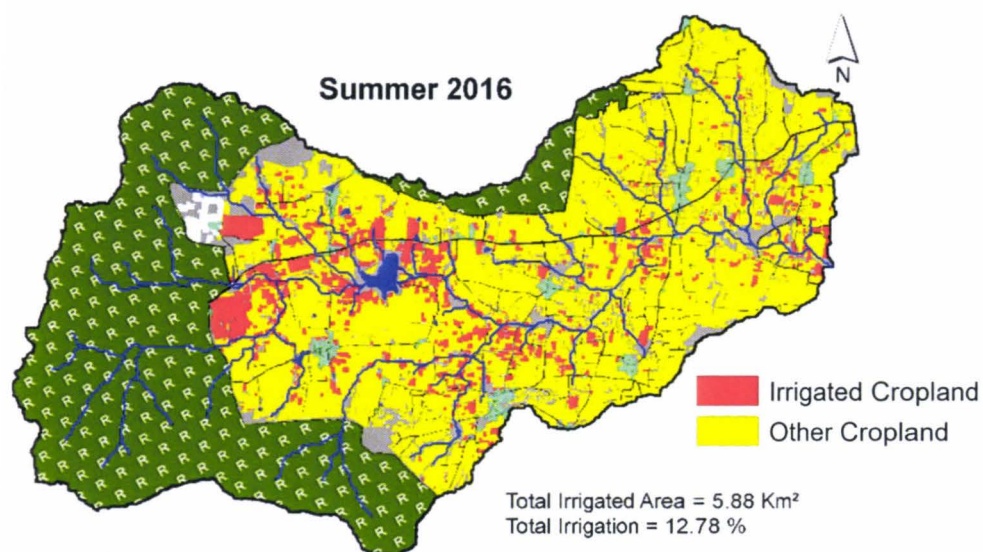 Summer 2016
N
Irrigated Cropland
Other Cropland
Total Irrigated Area = 5.88 Km²
Total Irrigation = 12.78 %